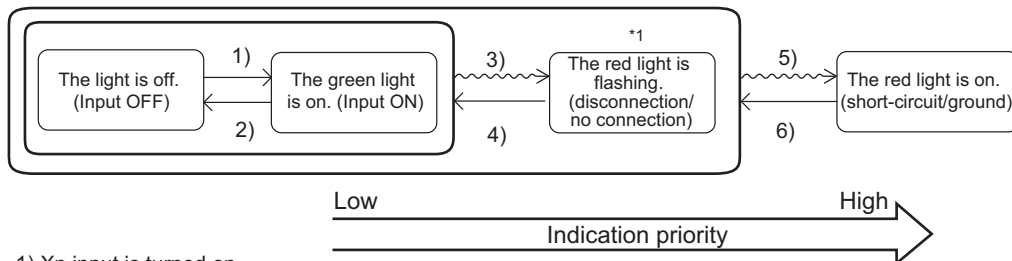 *1
1)
3)
5)
The light is off.
(Input OFF)
The green light
is on. (Input ON)
The red light is
flashing.
(disconnection/
no connection)
The red light is on.
(short-circuit/ground)
2)
4)
6)
Low
High
Indication priority
1) Xn input is turned on